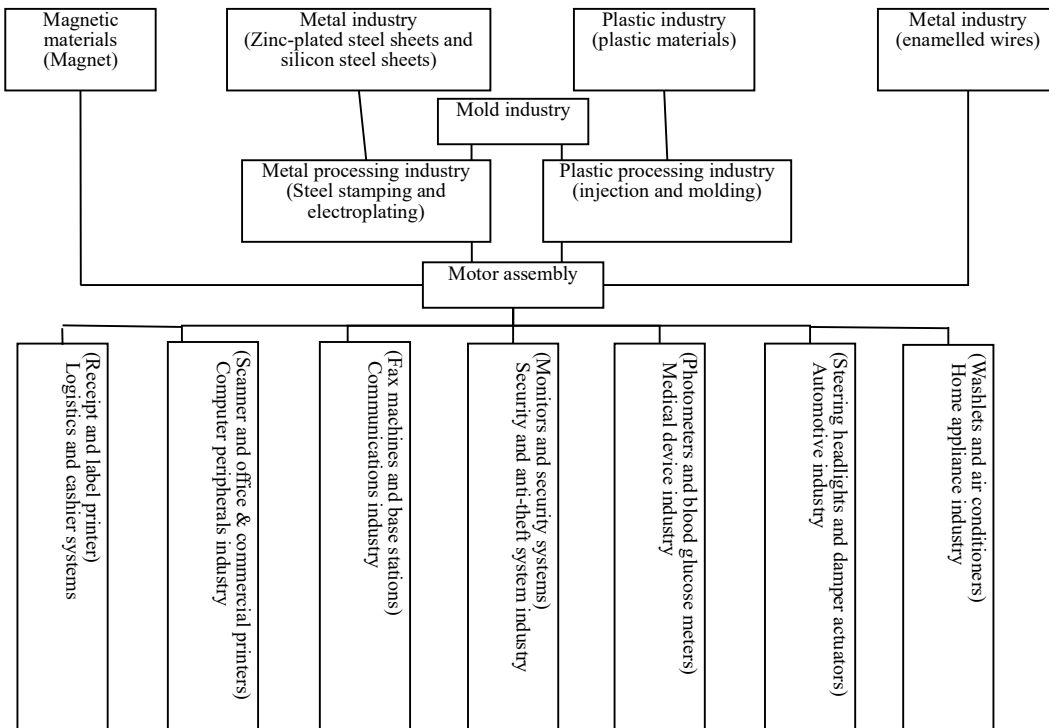 Magnetic
materials
(Magnet)
Metal industry
(Zinc-plated steel sheets and
silicon steel sheets)
Plastic industry
(plastic materials)
Metal industry
(enamelled wires)
Mold industry
Metal processing industry
(Steel stamping and
electroplating)
Plastic processing industry
(injection and molding)
Motor assembly
(Receipt and label printer)
Logistics and cashier systems
(Scanner and office & commercial printers)
Computer peripherals industry
(Fax machines and base stations)
Communications industry
(Monitors and security systems)
Security and anti-theft system industry
(Photometers and blood glucose meters)
Medical device industry
(Steering headlights and damper actuators)
Automotive industry
(Washlets and air conditioners)
Home appliance industry